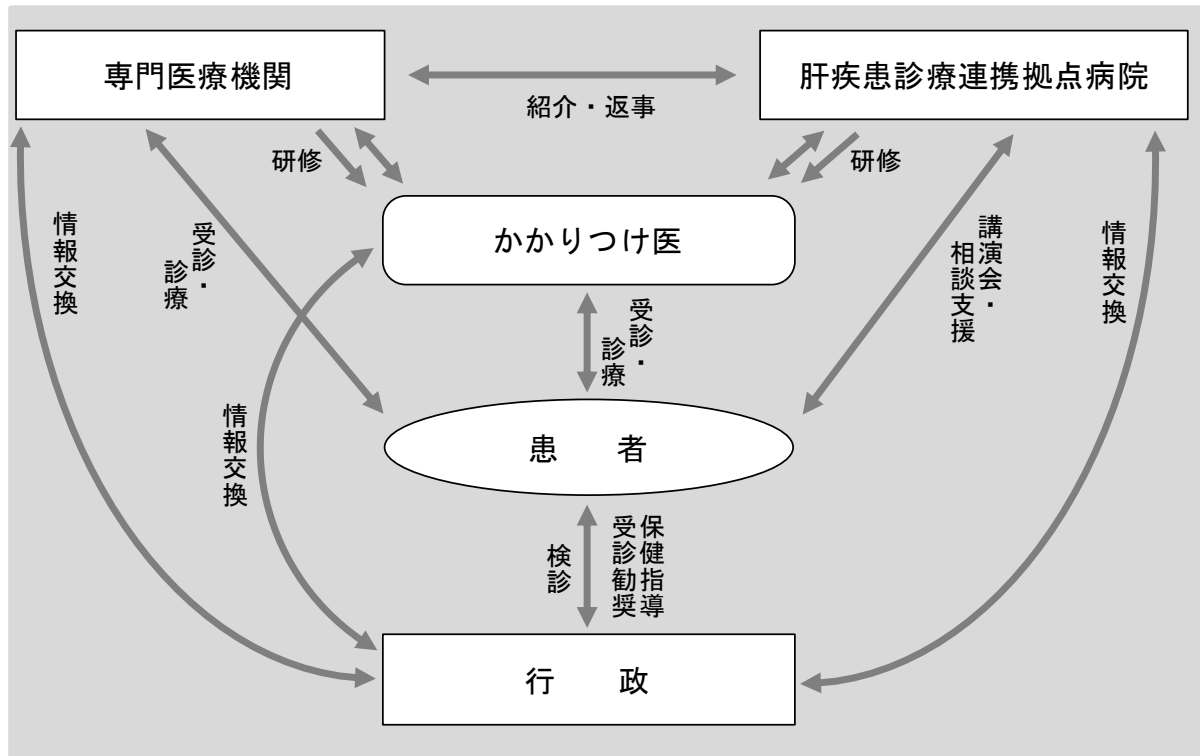 専門医療機関
肝疾患診療連携拠点病院
紹介・返事
研修
研修
かかりつけ医
情報交換
受診・
診療
講演会・
相談支援
情報交換
受診・
診療
情報交換
患　者
検診
保健指導
受診勧奨
行　政